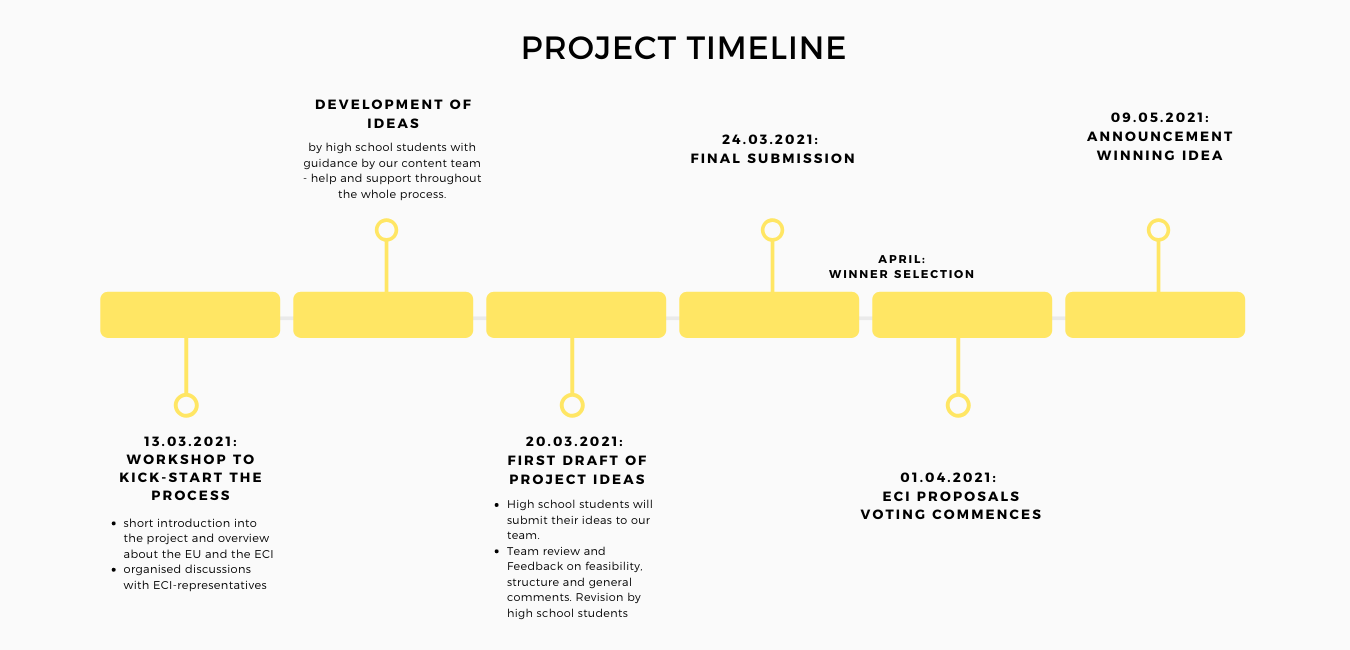 PROJECT TIMELINE
DEVELOPMENT OF
IDEAS
by high school students with
guidance by our content team
- help and support throughout
the whole process.
24.03.2021:
FINAL SUBMISSION
09.05.2021:
ANNOUNCEMENT
WINNING IDEA
APRIL:
WINNER SELECTION
13.03.2021:
WORKSHOP TO
KICK-START THE
PROCESS
• short introduction into
the project and overview
about the EU and the ECI
• organised discussions
with ECI-representatives
20.03.2021:
FIRST DRAFT OF
PROJECT IDEAS
• High school students will
submit their ideas to our
team.
• Team review and
Feedback on feasibility,
structure and general
comments. Revision by
high school students
01.04.2021:
ECI PROPOSALS
VOTING COMMENCES